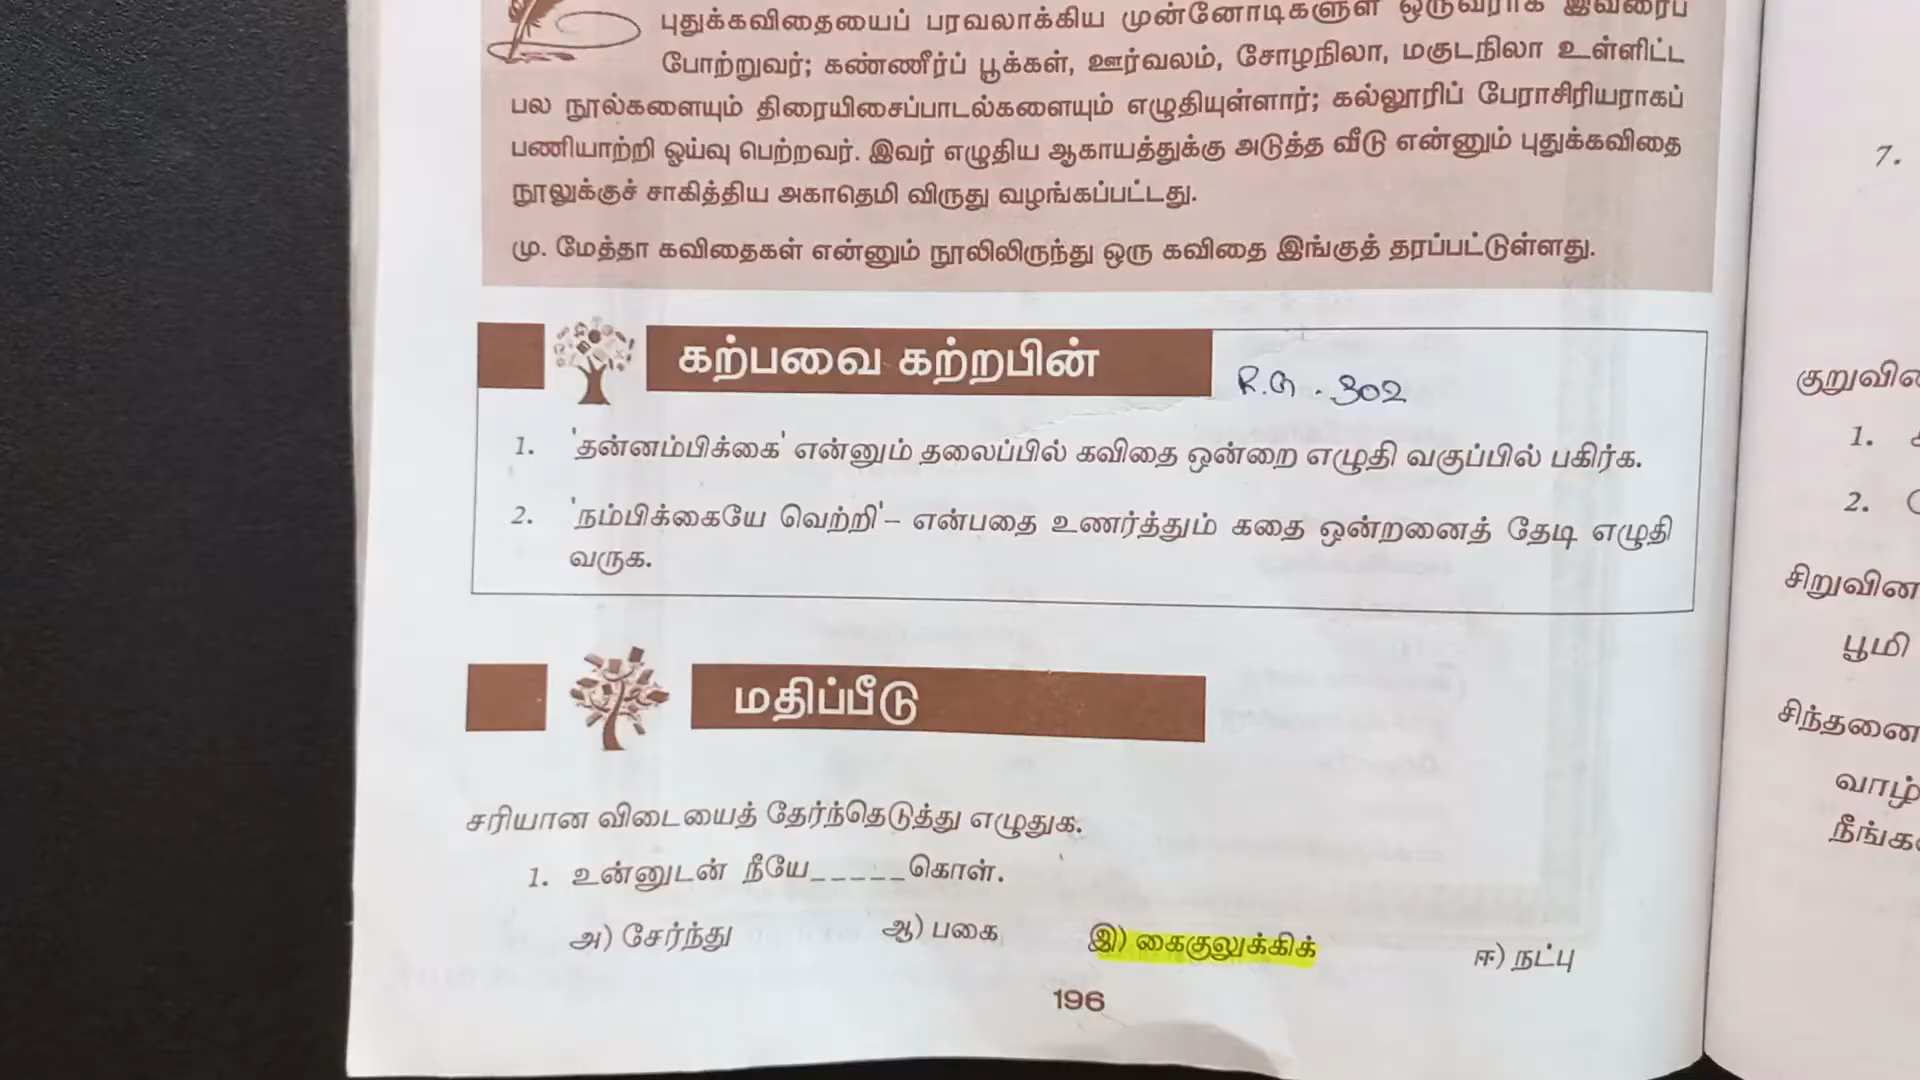 புதுக்கவிதையைப் பரவலாக்கிய முன்னோடிகளுள் ஒருவராக இவரைப்
போற்றுவர்; கண்ணீர்ப் பூக்கள், ஊர்வலம், சோழநிலா, மகுடநிலா உள்ளிட்ட
பல நூல்களையும் திரையிசைப்பாடல்களையும் எழுதியுள்ளார்; கல்லூரிப் பேராசிரியராகப்
பணியாற்றி ஓய்வு பெற்றவர். இவர் எழுதிய ஆகாயத்துக்கு அடுத்த வீடு என்னும் புதுக்கவிதை
நூலுக்குச் சாகித்திய அகாதெமி விருது வழங்கப்பட்டது.
மு. மேத்தா கவிதைகள் என்னும் நூலிலிருந்து ஒரு கவிதை இங்குத் தரப்பட்டுள்ளது.
கற்பவை கற்றபின்
R.G. 302
1. 'தன்னம்பிக்கை' என்னும் தலைப்பில் கவிதை ஒன்றை எழுதி வகுப்பில் பகிர்க.
2. 'நம்பிக்கையே வெற்றி'– என்பதை உணர்த்தும் கதை ஒன்றனைத் தேடி எழுதி
வருக.
மதிப்பீடு
சரியான விடையைத் தேர்ந்தெடுத்து எழுதுக.
1. உன்னுடன் நீயே_____கொள்.
அ) சேர்ந்து ஆ) பகை இ) கைகுலுக்கிக் ஈ) நட்பு
196
7.
1.
2.
பூமி